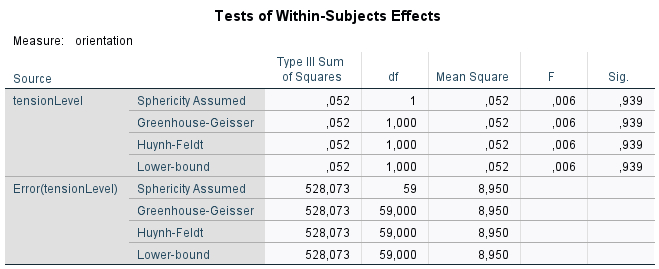 Tests of Within-Subjects Effects
Measure: orientation
Source Type III Sum of Squares df Mean Square F Sig.
tensionLevel Sphericity Assumed ,052 1 ,052 ,006 ,939
Greenhouse-Geisser ,052 1,000 ,052 ,006 ,939
Huynh-Feldt ,052 1,000 ,052 ,006 ,939
Lower-bound ,052 1,000 ,052 ,006 ,939
Error(tensionLevel) Sphericity Assumed 528,073 59 8,950
Greenhouse-Geisser 528,073 59,000 8,950
Huynh-Feldt 528,073 59,000 8,950
Lower-bound 528,073 59,000 8,950